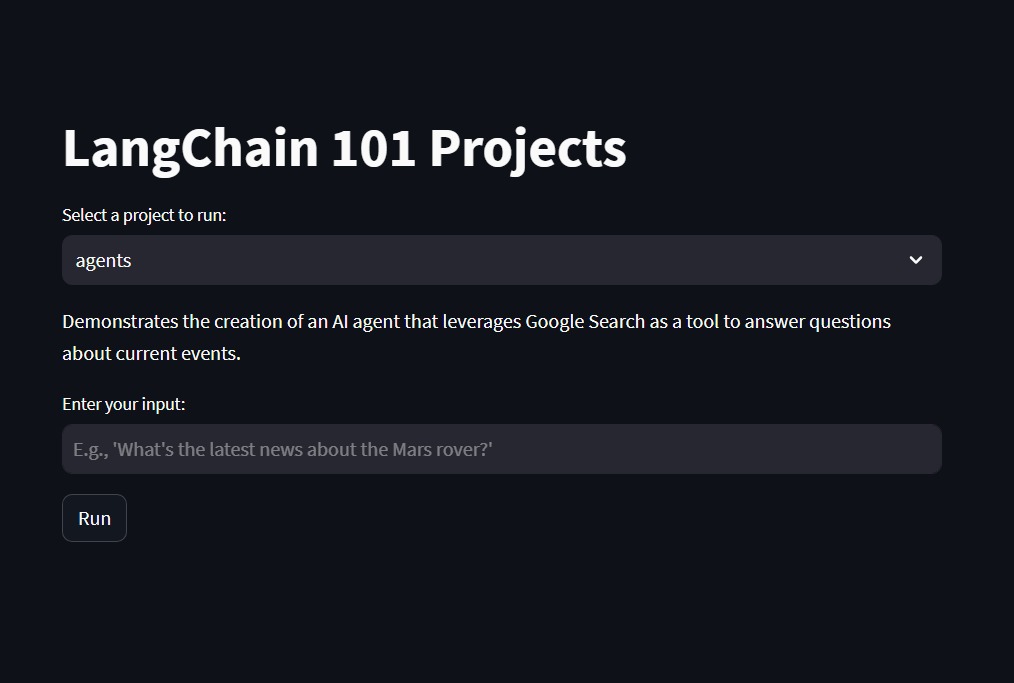 LangChain 101 Projects
Select a project to run:
agents
Demonstrates the creation of an AI agent that leverages Google Search as a tool to answer questions
about current events.
Enter your input:
E.g., 'What's the latest news about the Mars rover?'
Run